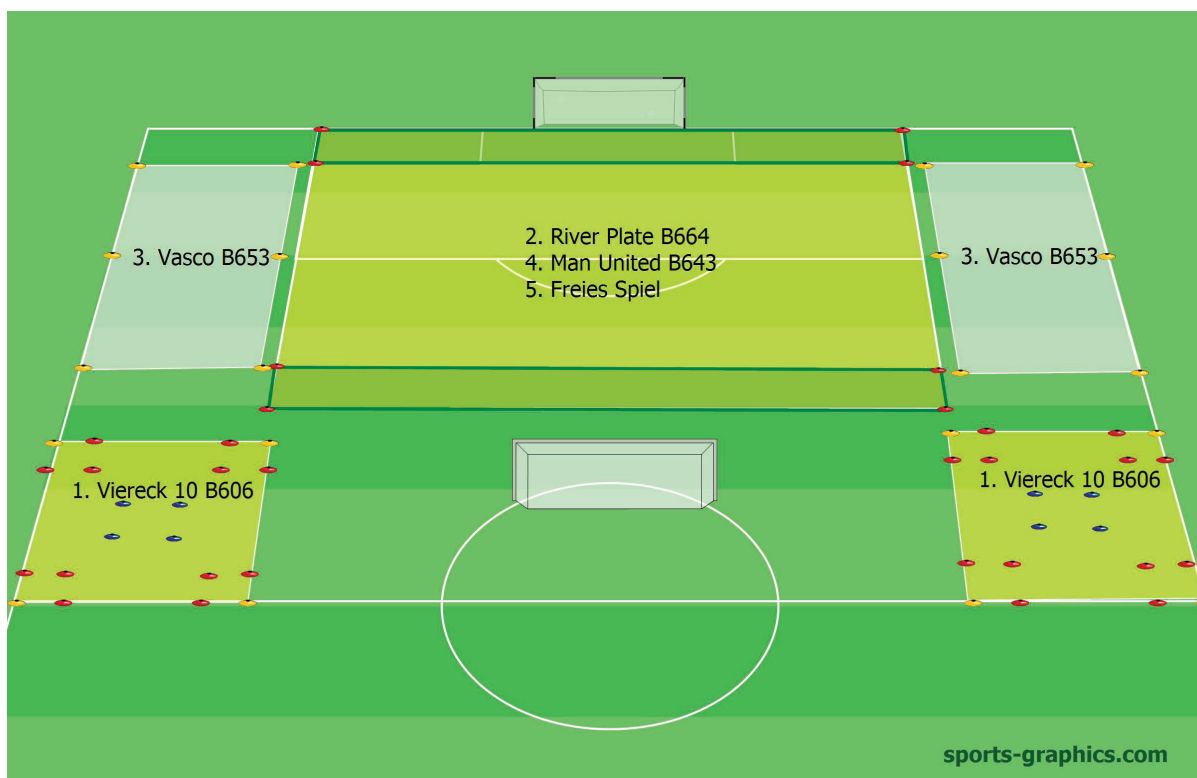 2. River Plate B664
4. Man United B643
5. Freies Spiel
3. Vasco B653
3. Vasco B653
1. Viereck 10 B606
1. Viereck 10 B606
sports-graphics.com